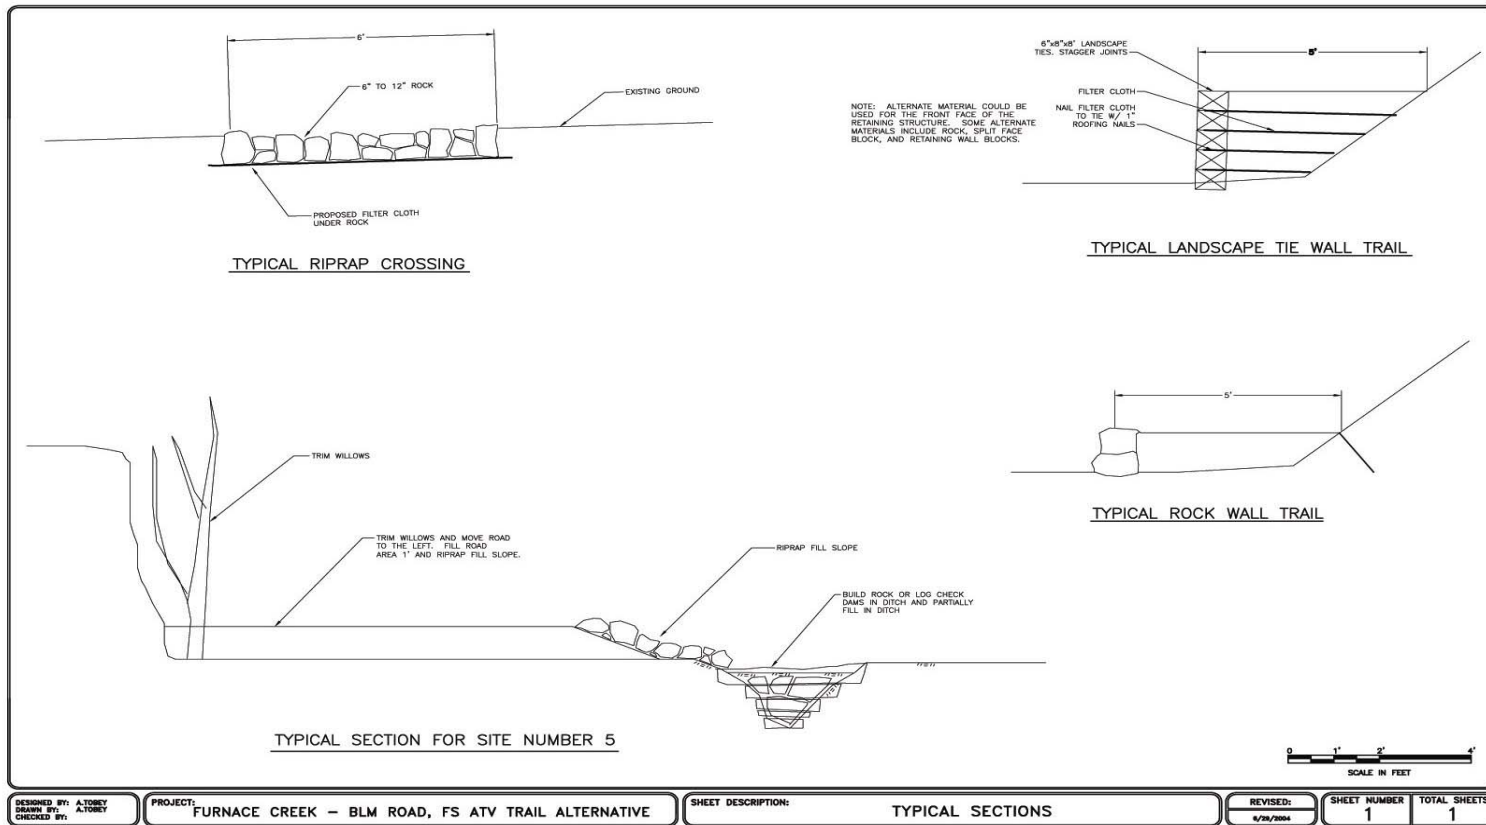 6'
6" TO 12" ROCK
EXISTING GROUND
PROPOSED FILTER CLOTH
UNDER ROCK
TYPICAL RIPRAP CROSSING
NOTE: ALTERNATE MATERIAL COULD BE
USED FOR THE FRONT FACE OF THE
RETAINING STRUCTURE. SOME ALTERNATE
MATERIALS INCLUDE ROCK, SPLIT FACE
BLOCK, AND RETAINING WALL BLOCKS.
6"x8"x8' LANDSCAPE
TIES. STAGGER JOINTS
5'
FILTER CLOTH
NAIL FILTER CLOTH
TO TIE W/ 1"
ROOFING NAILS
TYPICAL LANDSCAPE TIE WALL TRAIL
5'
TYPICAL ROCK WALL TRAIL
TRIM WILLOWS
TRIM WILLOWS AND MOVE ROAD
TO THE LEFT. FILL ROAD
AREA 1' AND RIPRAP FILL SLOPE.
RIPRAP FILL SLOPE
BUILD ROCK OR LOG CHECK
DAMS IN DITCH AND PARTIALLY
FILL IN DITCH
TYPICAL SECTION FOR SITE NUMBER 5
0 1' 2' 4'
SCALE IN FEET
DESIGNED BY: A.TOBEY
DRAWN BY: A.TOBEY
CHECKED BY:
PROJECT:
FURNACE CREEK – BLM ROAD, FS ATV TRAIL ALTERNATIVE
SHEET DESCRIPTION:
TYPICAL SECTIONS
REVISED:
SHEET NUMBER
1
TOTAL SHEETS
1